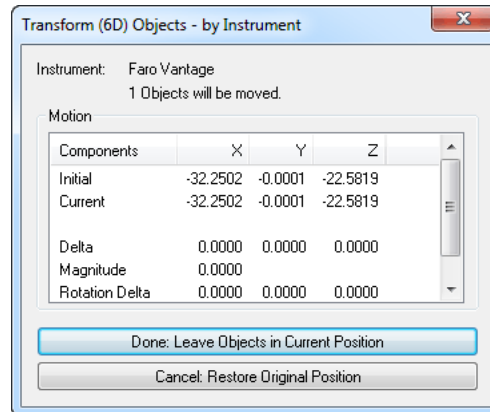 Transform (6D) Objects - by Instrument
Instrument: Faro Vantage
1 Objects will be moved.
Motion
Components X Y Z
Initial -32.2502 -0.0001 -22.5819
Current -32.2502 -0.0001 -22.5819
Delta 0.0000 0.0000 0.0000
Magnitude 0.0000
Rotation Delta 0.0000 0.0000 0.0000
Done: Leave Objects in Current Position
Cancel: Restore Original Position